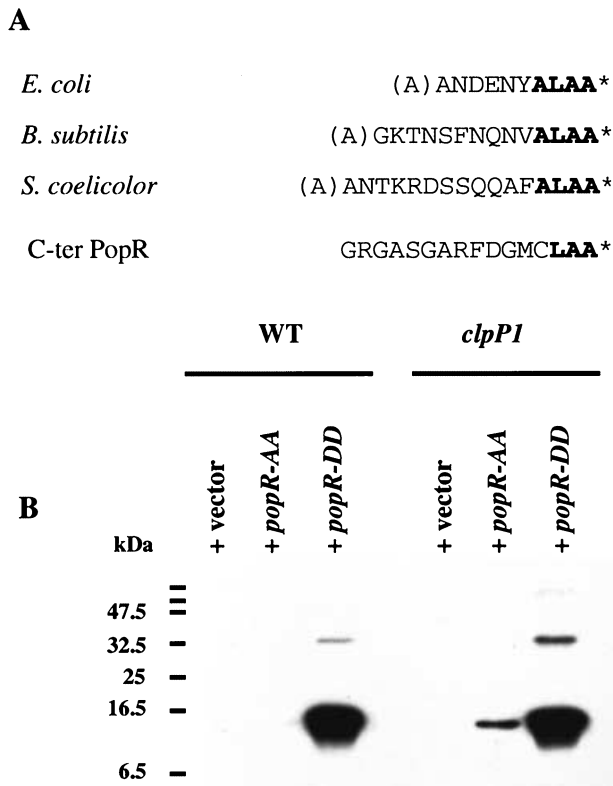 A
E. coli (A)ANDENYALAA*
B. subtilis (A)GKTNSFNQNVALAA*
S. coelicolor (A)ANTKRDSSQQAFALAA*
C-ter PopR GRGASGARFDGMCLAA*
WT clpP1
B
kDa + vector + popR-AA + popR-DD + vector + popR-AA + popR-DD
47.5
32.5
25
16.5
6.5